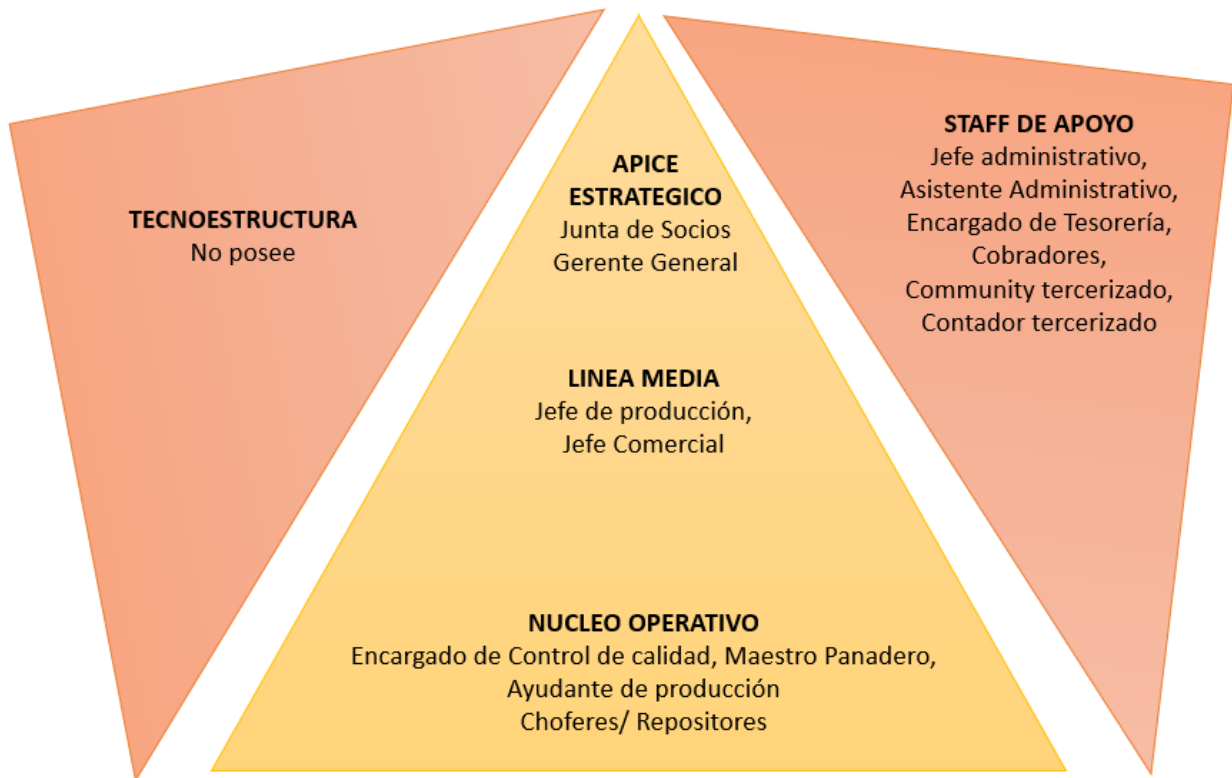 TECNOESTRUCTURA
No posee
APICE
ESTRATEGICO
Junta de Socios
Gerente General
LINEA MEDIA
Jefe de producción,
Jefe Comercial
NUCLEO OPERATIVO
Encargado de Control de calidad, Maestro Panadero,
Ayudante de producción
Choferes/ Repositores
STAFF DE APOYO
Jefe administrativo,
Asistente Administrativo,
Encargado de Tesorería,
Cobradores,
Community tercerizado,
Contador tercerizado